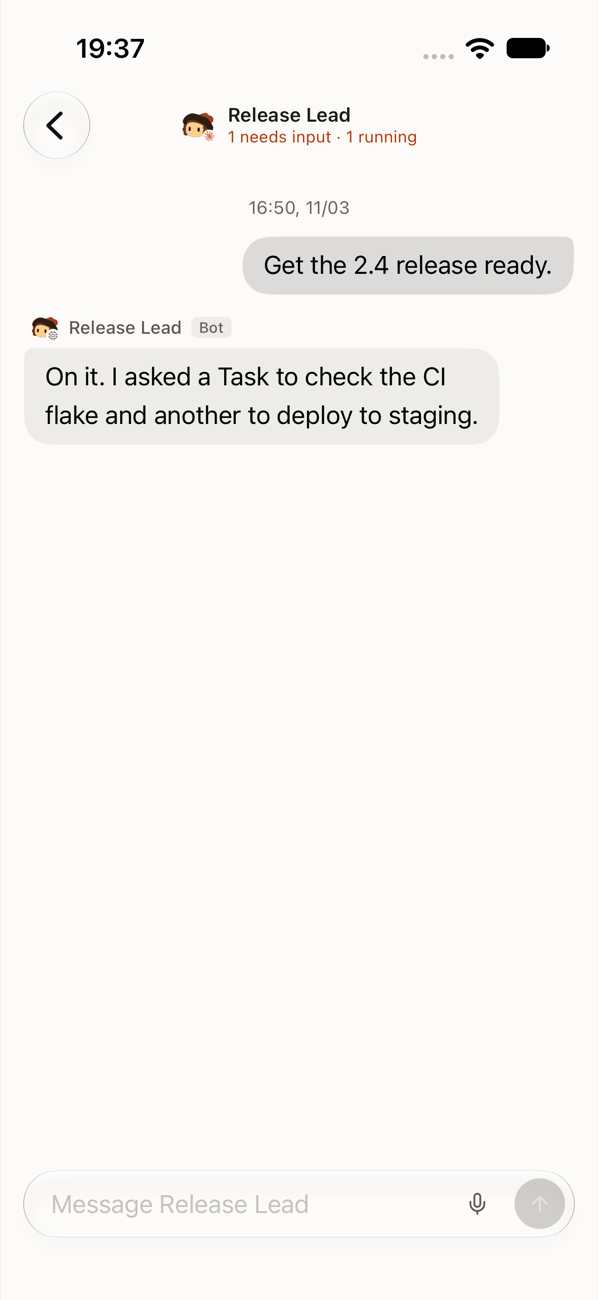 19:37
Release Lead
1 needs input · 1 running
16:50, 11/03
Get the 2.4 release ready.
Release Lead Bot
On it. I asked a Task to check the CI
flake and another to deploy to staging.
Message Release Lead